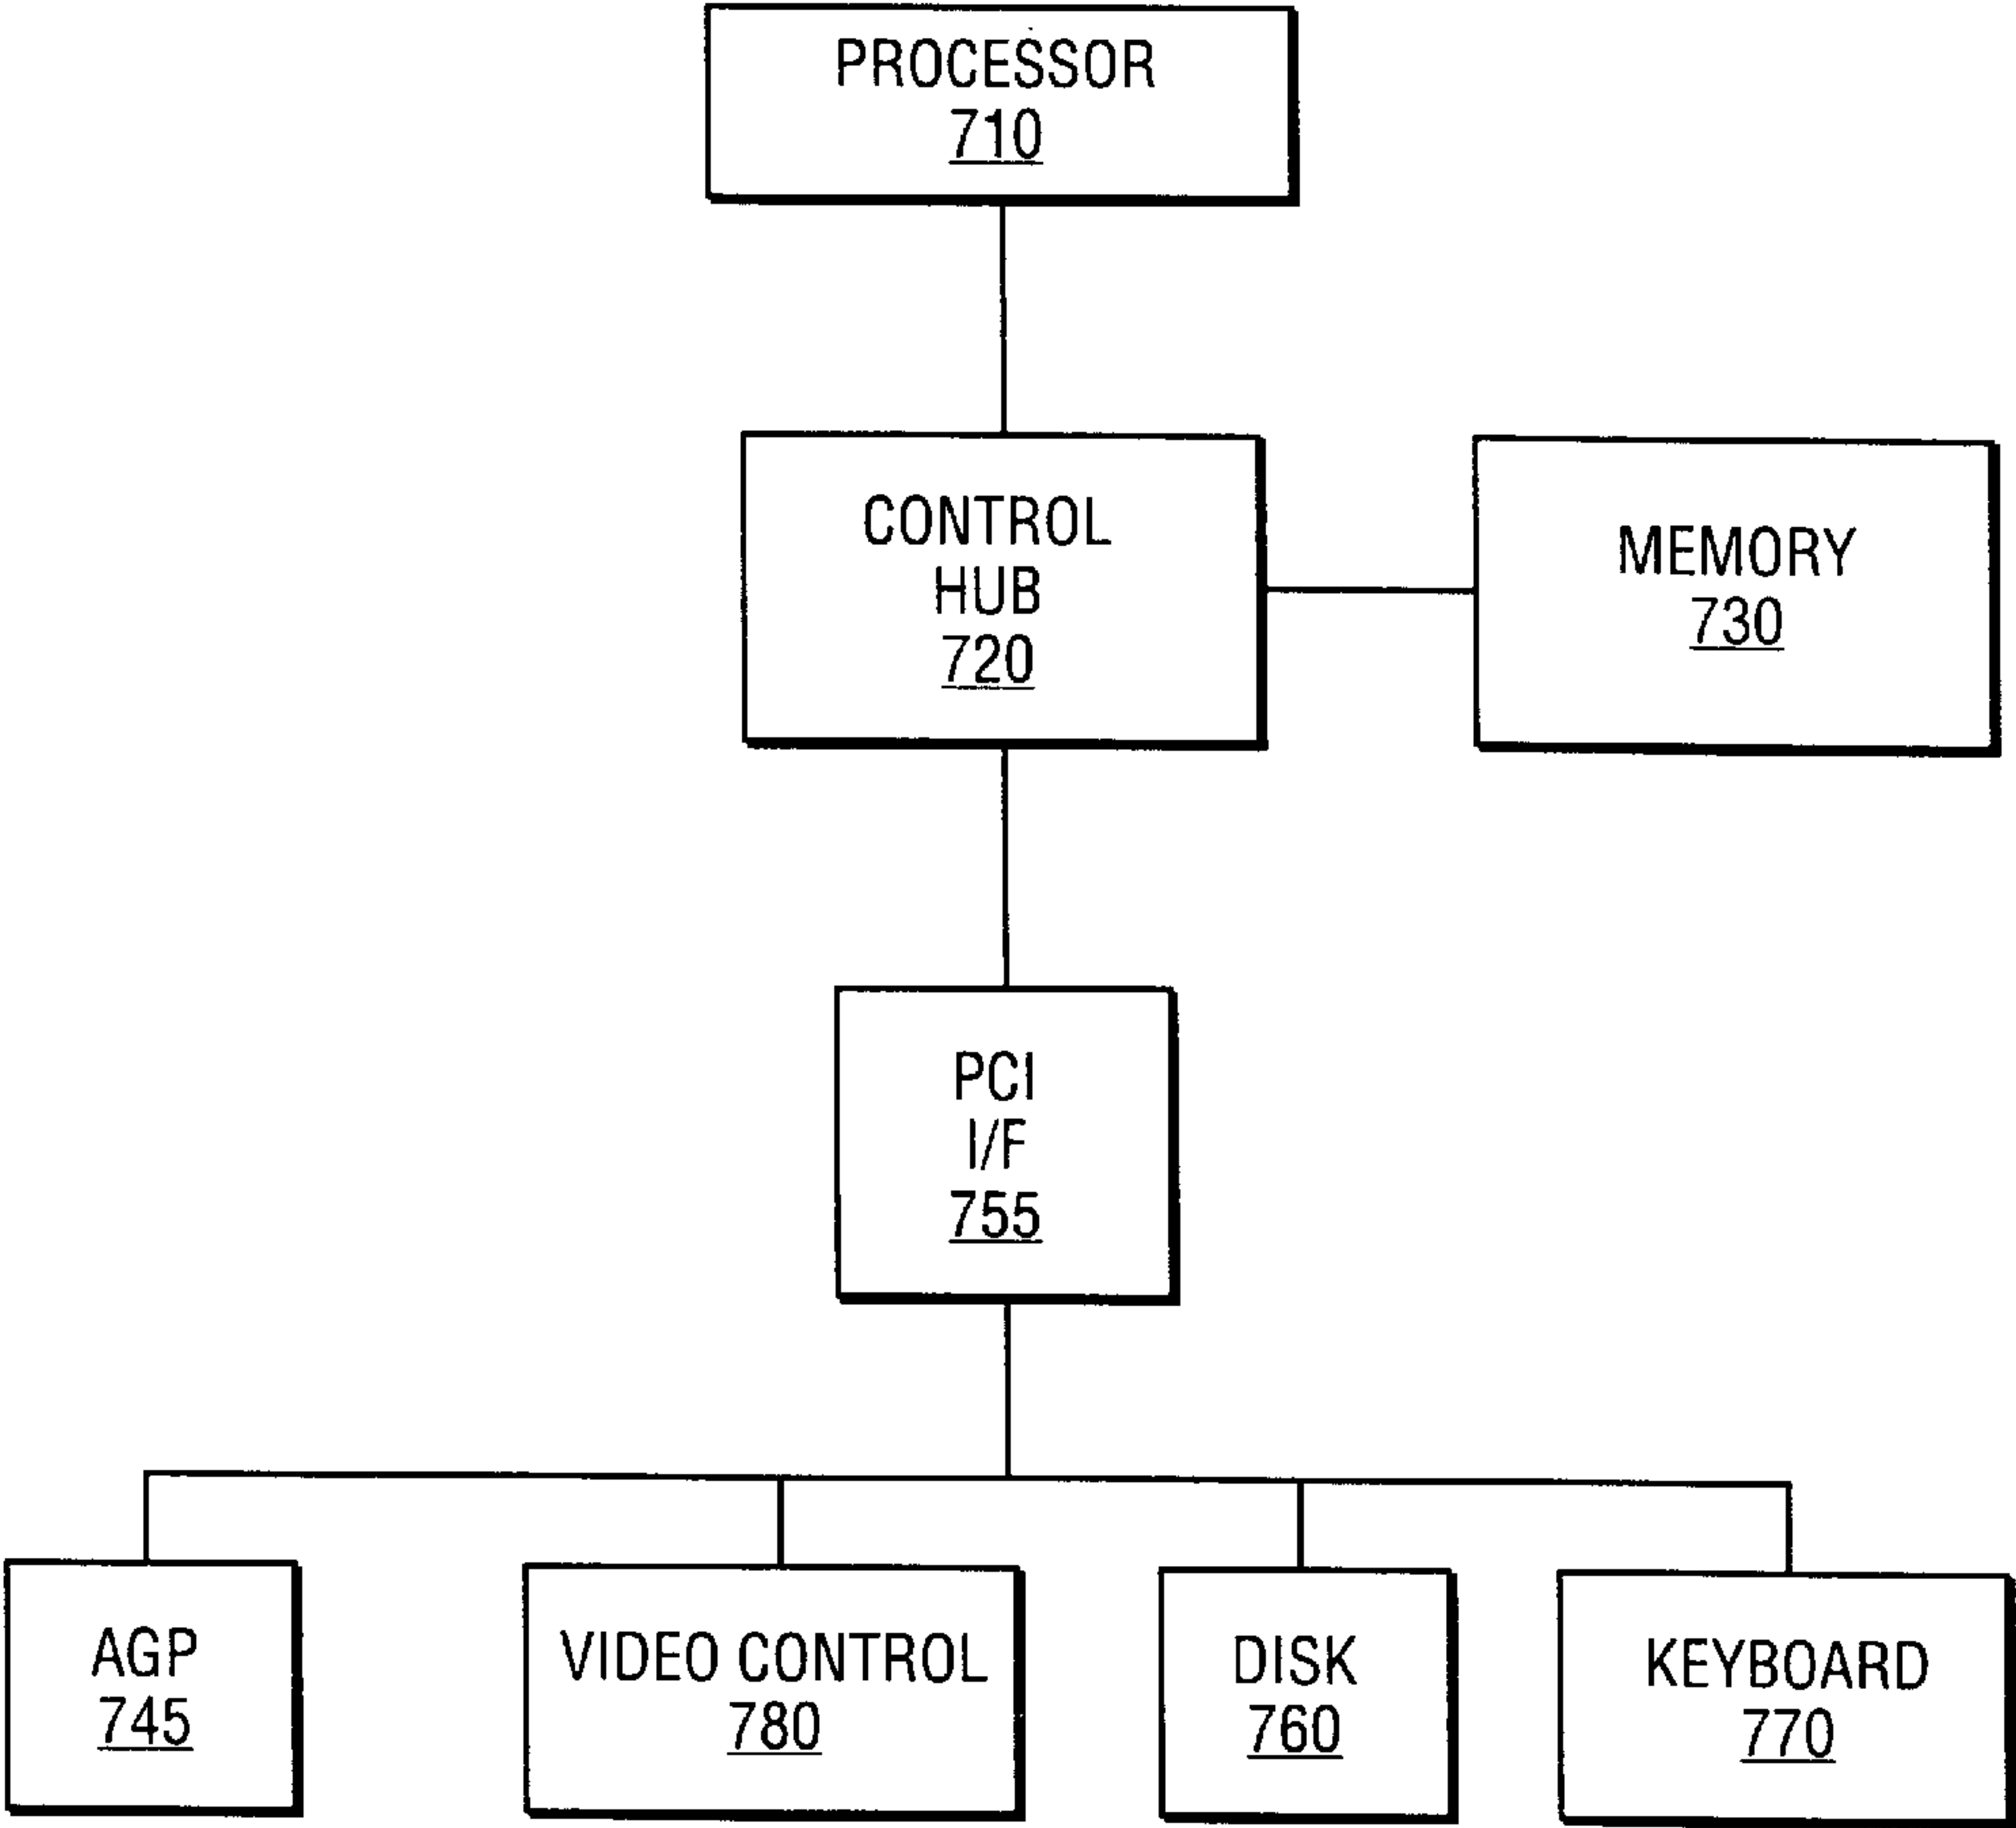 PROCESSOR
710
CONTROL
HUB
720
MEMORY
730
PCI
I/F
755
AGP
745
VIDEO CONTROL
780
DISK
760
KEYBOARD
770